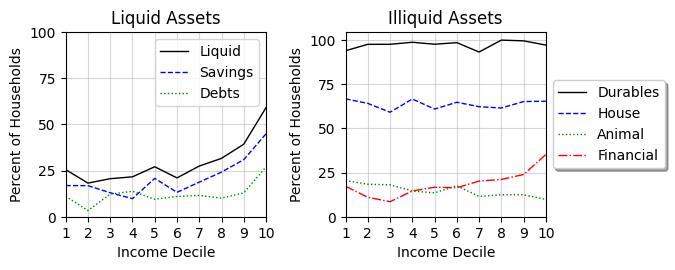 Liquid Assets
Percent of Households
100
75
50
25
0
1 2 3 4 5 6 7 8 9 10
Income Decile
Liquid
Savings
Debts
Illiquid Assets
Percent of Households
100
75
50
25
0
1 2 3 4 5 6 7 8 9 10
Income Decile
Durables
House
Animal
Financial